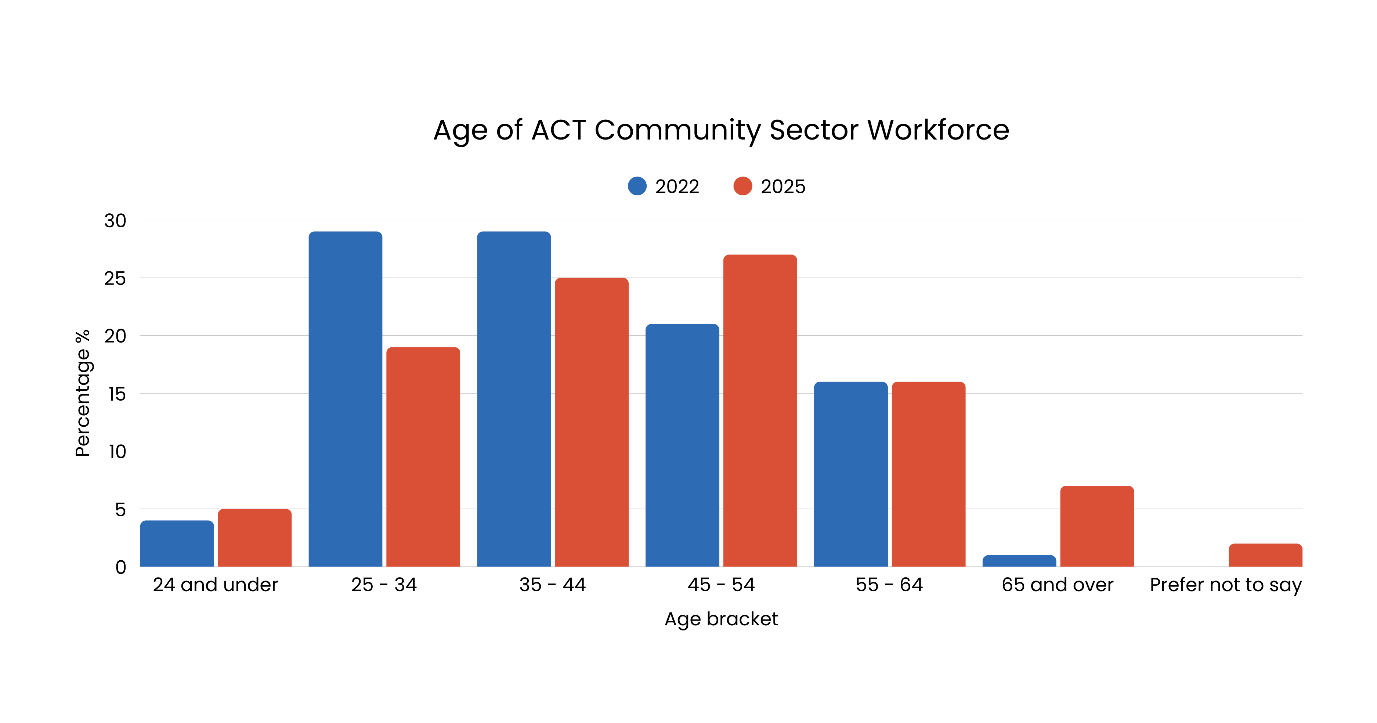 Age of ACT Community Sector Workforce
2022 2025
30
25
20
15
10
5
0
Percentage %
24 and under 25 - 34 35 - 44 45 - 54 55 - 64 65 and over Prefer not to say
Age bracket